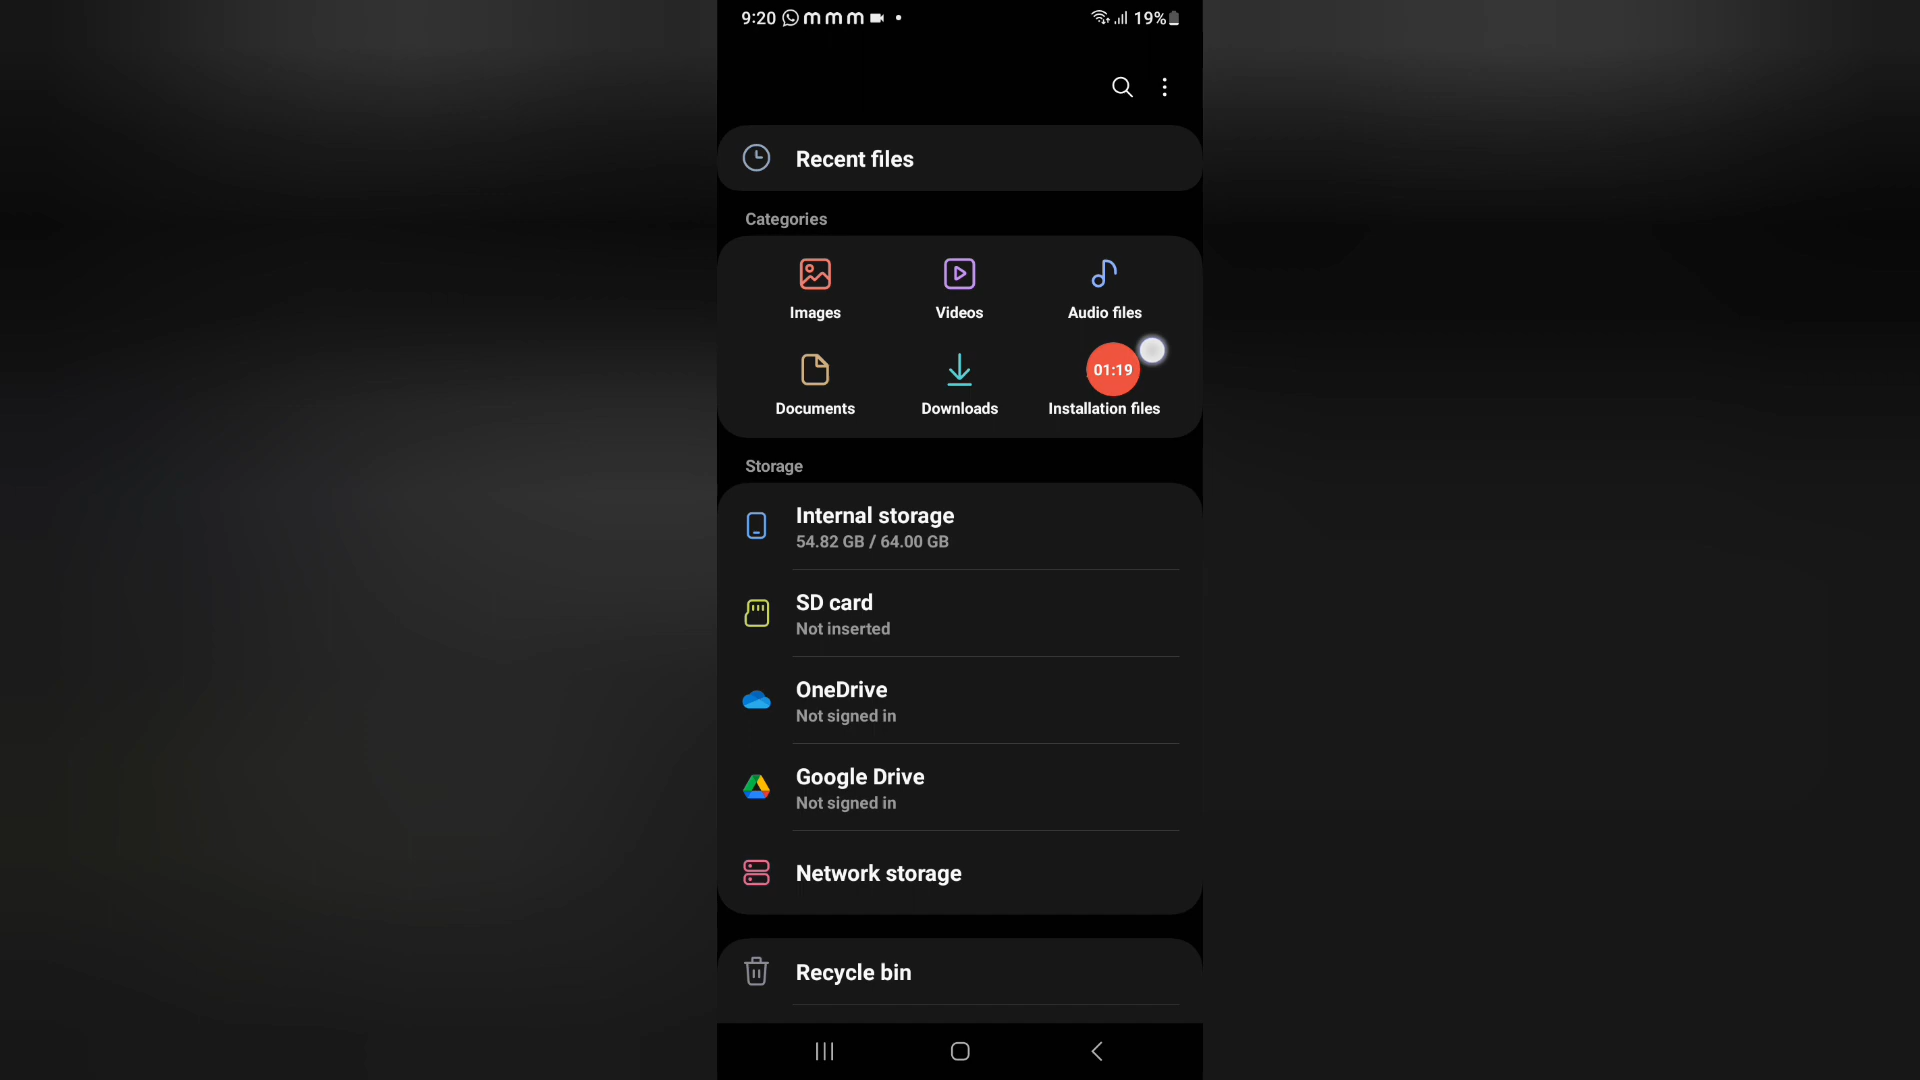 9:20 19%
Recent files
Categories
Images Videos Audio files
01:19
Documents Downloads Installation files
Storage
Internal storage
54.82 GB / 64.00 GB
SD card
Not inserted
OneDrive
Not signed in
Google Drive
Not signed in
Network storage
Recycle bin